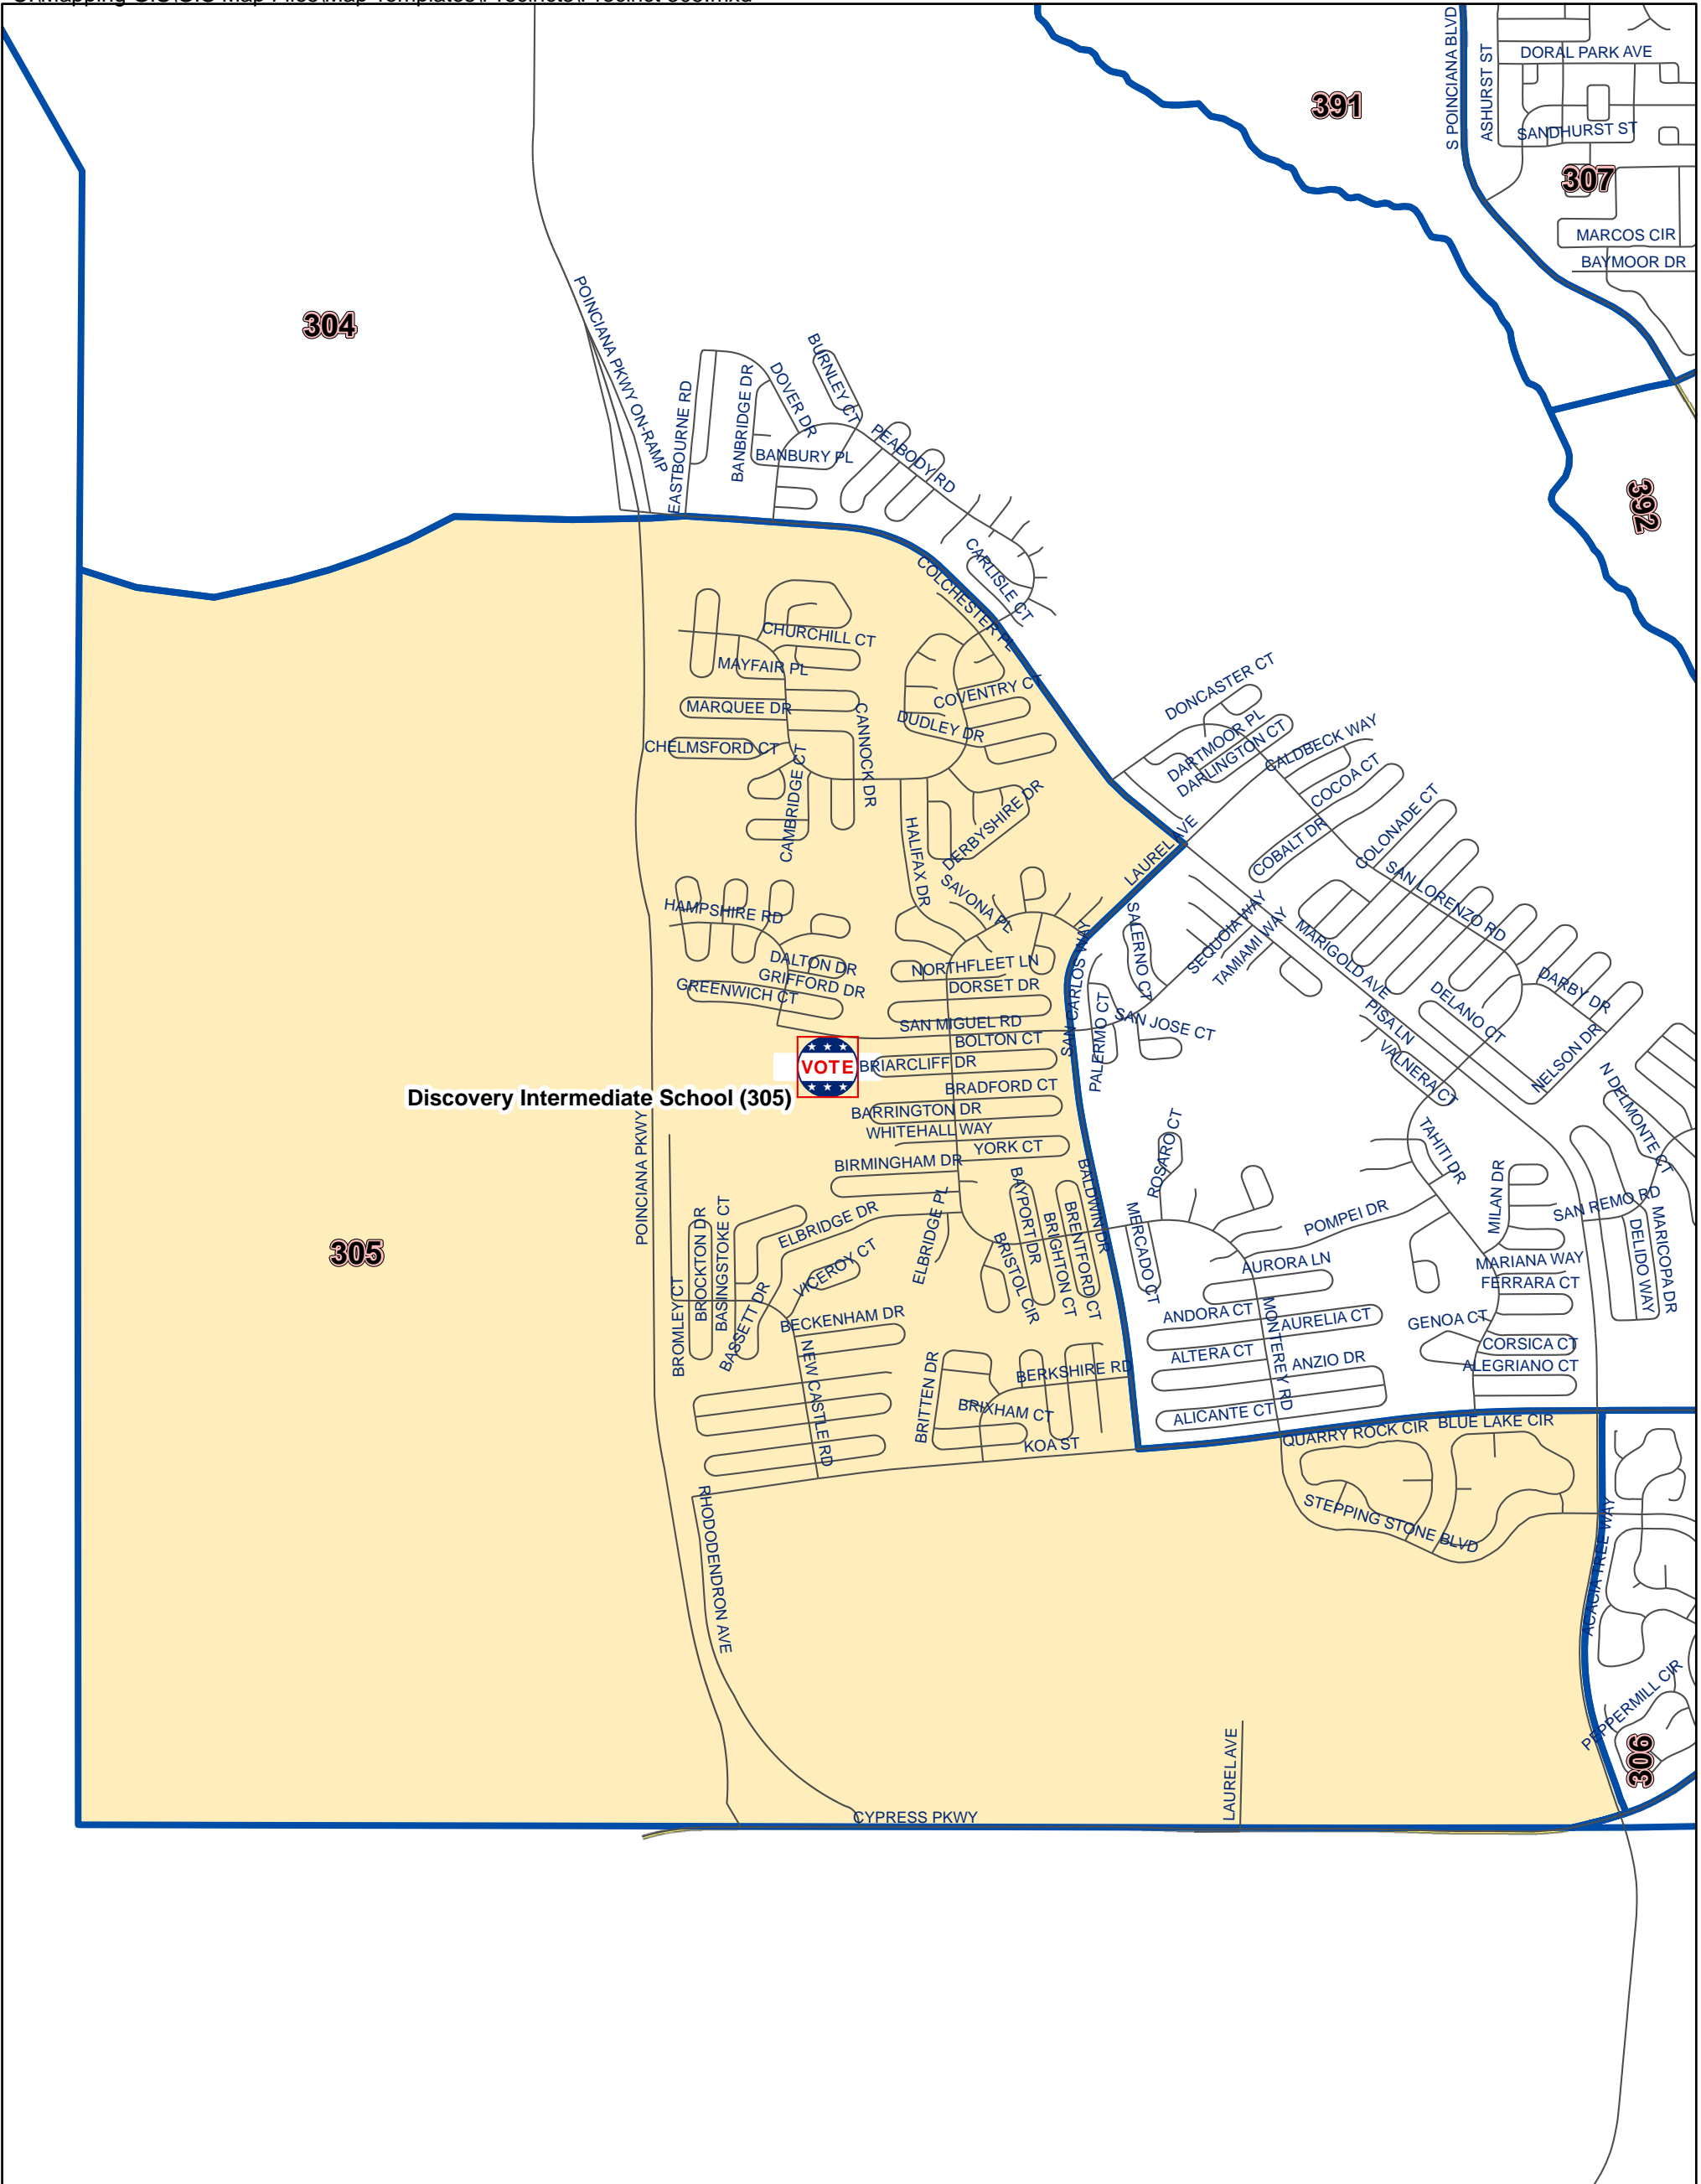 S POINCIANA BLVD
ASHURST ST
DORAL PARK AVE
391
SANDHURST ST
307
MARCOS CIR
BAYMOOR DR
304
POINCIANA PKWY ON-RAMP
EASTBOURNE RD
BANBRIDGE DR
DOVER DR
BURNLEY CT
BANBURY PL
PEABODY RD
392
CARLISLE CT
COLCHESTER PL
CHURCHILL CT
MAYFAIR PL
MARQUEE DR
CHELMSFORD CT
CANNOCK DR
CAMBRIDGE CT
COVENTRY CT
DUDLEY DR
DERBYSHIRE DR
HALIFAX DR
SAVONA PL
DONCASTER CT
DARTMOOR PL
DARLINGTON CT
CALDBECK WAY
COCOA CT
COBALT DR
COLONADE CT
SAN LORENZO RD
LAUREL AVE
HAMPSHIRE RD
DALTON DR
GRIFFORD DR
GREENWICH CT
NORTHFLEET LN
DORSET DR
SAN MIGUEL RD
SAN CARLOS WAY
SALERNO CT
SEQUOIA WAY
TAMIAMI WAY
MARIGOLD AVE
DARBY DR
DELANO CT
NELSON DR
PISA LN
VALNERA CT
SAN JOSE CT
PALERMO CT
BOLTON CT
VOTE
BRIARCLIFF DR
Discovery Intermediate School (305)
BRADFORD CT
BARRINGTON DR
WHITEHALL WAY
YORK CT
BIRMINGHAM DR
POINCIANA PKWY
N DELMONTE CT
TAHITI DR
ROSARO CT
MILAN DR
SAN REMO RD
MARICOPA DR
DELIDO WAY
305
BROMLEY CT
BROCKTON DR
BASINGSTOKE CT
BASSETT DR
ELBRIDGE DR
VICEROY CT
ELBRIDGE PL
BAYPORT DR
BRISTOL CIR
BRIGHTON CT
BRENTFORD CT
BALDWIN DR
MERCADO CT
POMPEI DR
AURORA LN
MARIANA WAY
FERRARA CT
ANDORA CT
MONTEREY RD
AURELIA CT
GENOA CT
CORSICA CT
ALTERA CT
ANZIO DR
ALEGRIANO CT
ALICANTE CT
BECKENHAM DR
NEW CASTLE RD
BRITTEN DR
BERKSHIRE RD
BRIXHAM CT
KOA ST
QUARRY ROCK CIR
BLUE LAKE CIR
STEPPING STONE BLVD
RHODODENDRON AVE
ACACIA TREE WAY
PEPPERMILL CIR
306
LAUREL AVE
CYPRESS PKWY